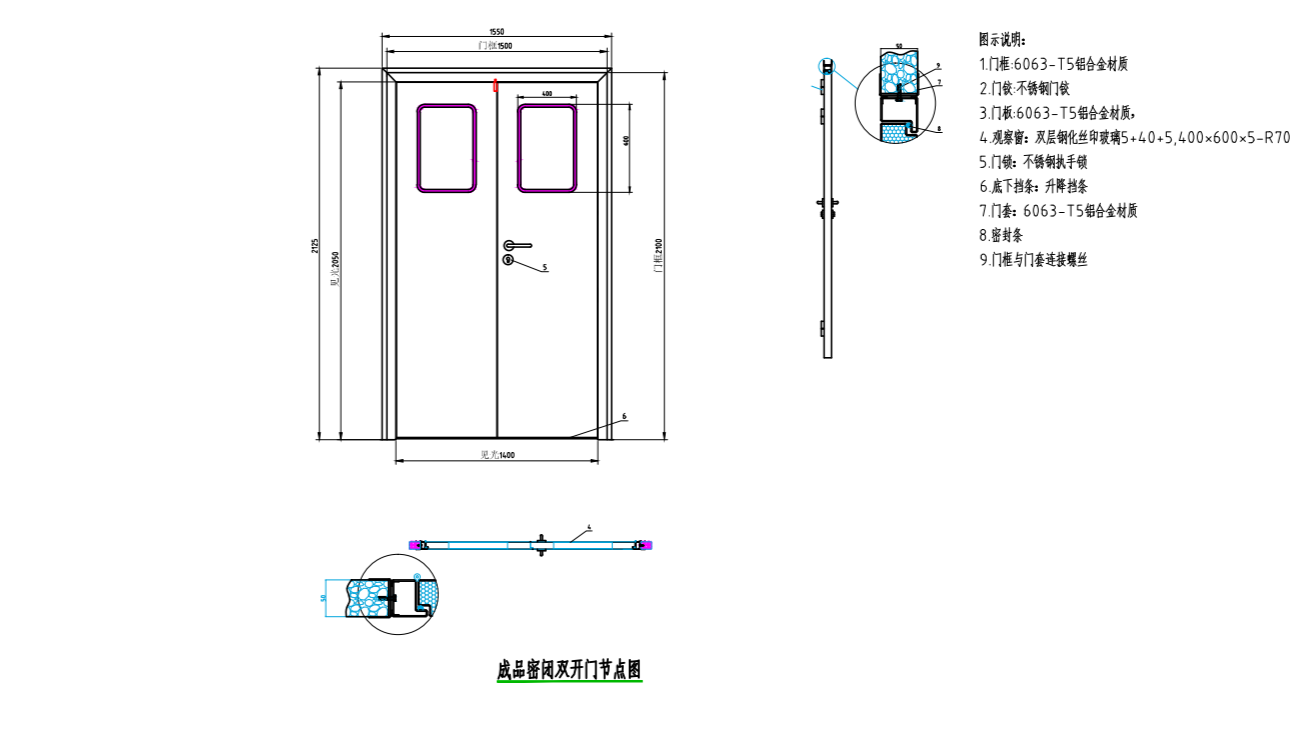 1550
门框1500
400
400
2125
见光2050
门框2100
5
6
见光1400
4
50
成品密闭双开门节点图
50
9
7
8
图示说明:
1.门框:6063-T5铝合金材质
2.门铰:不锈钢门铰
3.门板:6063-T5铝合金材质,
4.观察窗: 双层钢化丝印玻璃5+40+5,400×600×5-R70
5.门锁: 不锈钢执手锁
6.底下挡条: 升降挡条
7.门套: 6063-T5铝合金材质
8.密封条
9.门框与门套连接螺丝